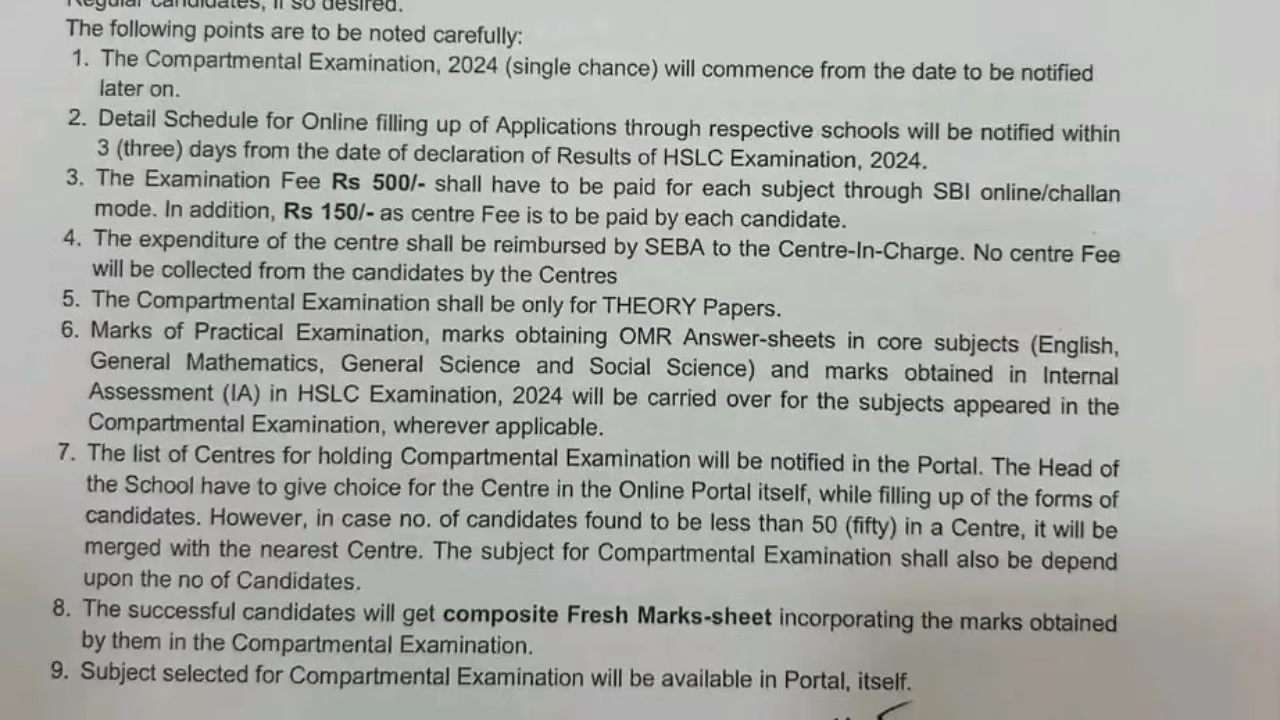 Regular candidates, if so desired.
The following points are to be noted carefully:
1. The Compartmental Examination, 2024 (single chance) will commence from the date to be notified
later on.
2. Detail Schedule for Online filling up of Applications through respective schools will be notified within
3 (three) days from the date of declaration of Results of HSLC Examination, 2024.
3. The Examination Fee Rs 500/- shall have to be paid for each subject through SBI online/challan
mode. In addition, Rs 150/- as centre Fee is to be paid by each candidate.
4. The expenditure of the centre shall be reimbursed by SEBA to the Centre-In-Charge. No centre Fee
will be collected from the candidates by the Centres
5. The Compartmental Examination shall be only for THEORY Papers.
6. Marks of Practical Examination, marks obtaining OMR Answer-sheets in core subjects (English,
General Mathematics, General Science and Social Science) and marks obtained in Internal
Assessment (IA) in HSLC Examination, 2024 will be carried over for the subjects appeared in the
Compartmental Examination, wherever applicable.
7. The list of Centres for holding Compartmental Examination will be notified in the Portal. The Head of
the School have to give choice for the Centre in the Online Portal itself, while filling up of the forms of
candidates. However, in case no. of candidates found to be less than 50 (fifty) in a Centre, it will be
merged with the nearest Centre. The subject for Compartmental Examination shall also be depend
upon the no of Candidates.
8. The successful candidates will get composite Fresh Marks-sheet incorporating the marks obtained
by them in the Compartmental Examination.
9. Subject selected for Compartmental Examination will be available in Portal, itself.